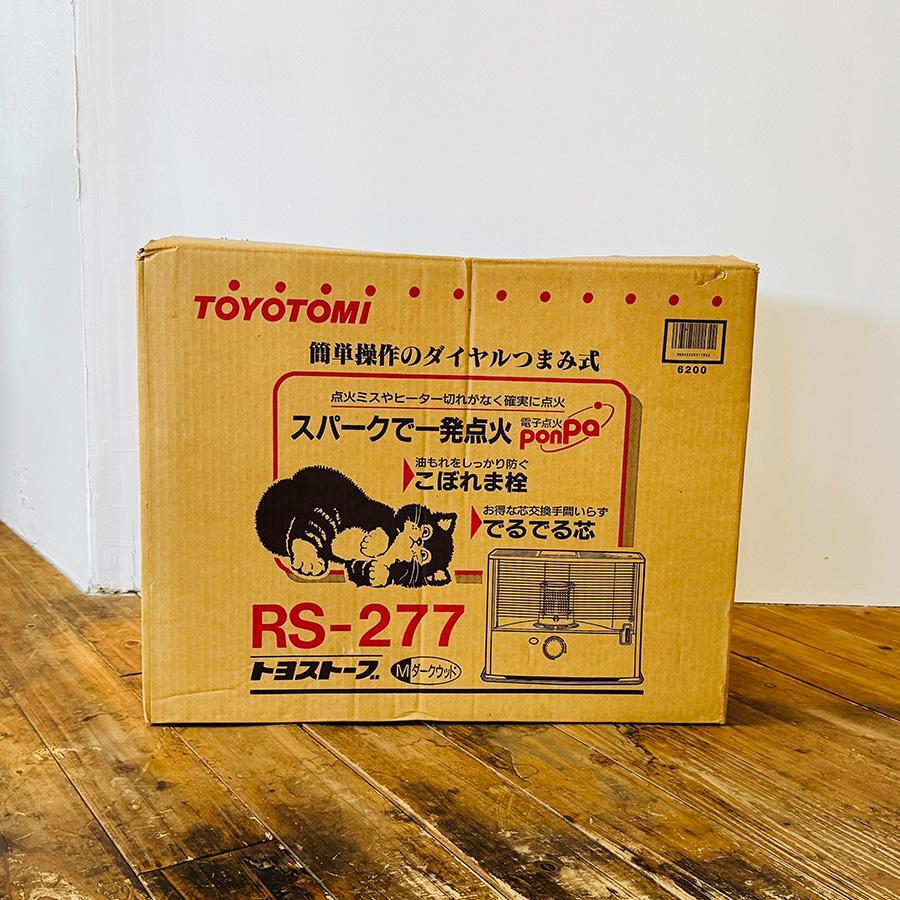 TOYOTOMI
簡単操作のダイヤルつまみ式
6200
点火ミスやヒーター切れがなく確実に点火
スパークで一発点火 電子点火 ponpa
油もれをしっかり防ぐ
こぼれま栓
お得な芯交換手間いらず
でるでる芯
RS-277
トヨストーブ Mダークウッド